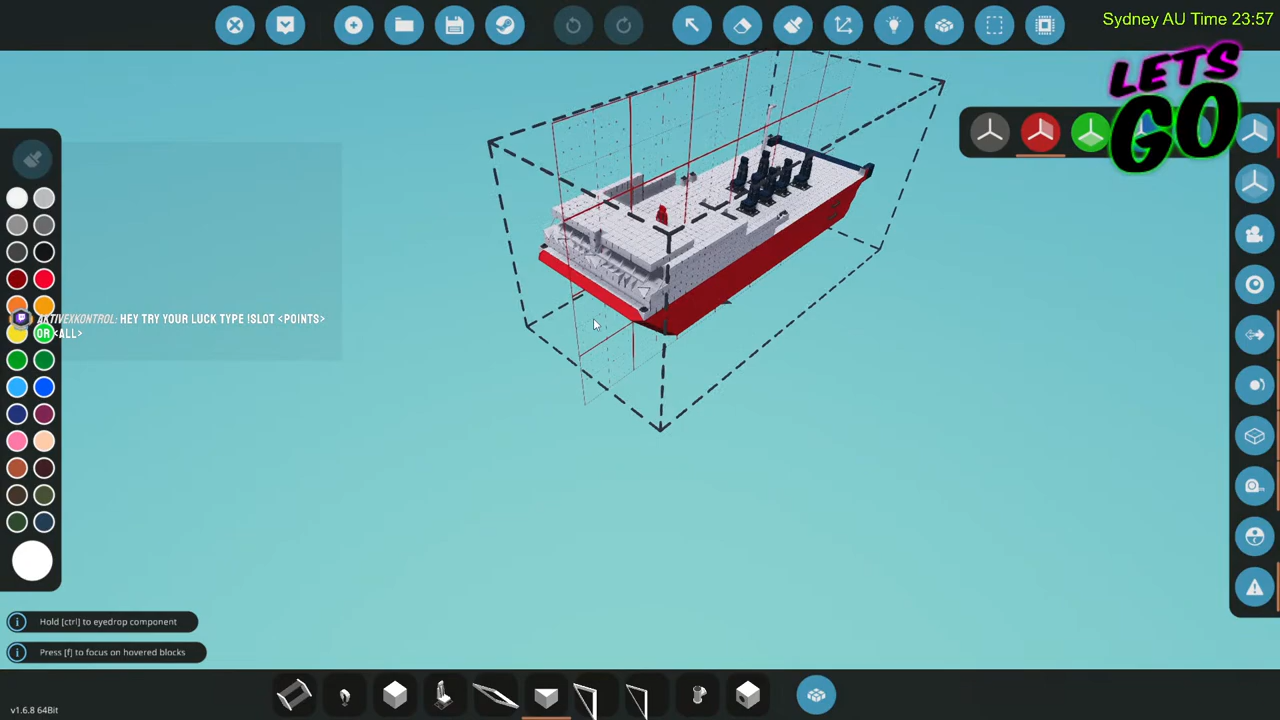 Sydney AU Time 23:57
LETS
GO
AKTIVEXKONTROL: HEY TRY YOUR LUCK TYPE !SLOT <POINTS>
OR <ALL>
Hold [ctrl] to eyedrop component
Press [f] to focus on hovered blocks
v1.6.8 64Bit